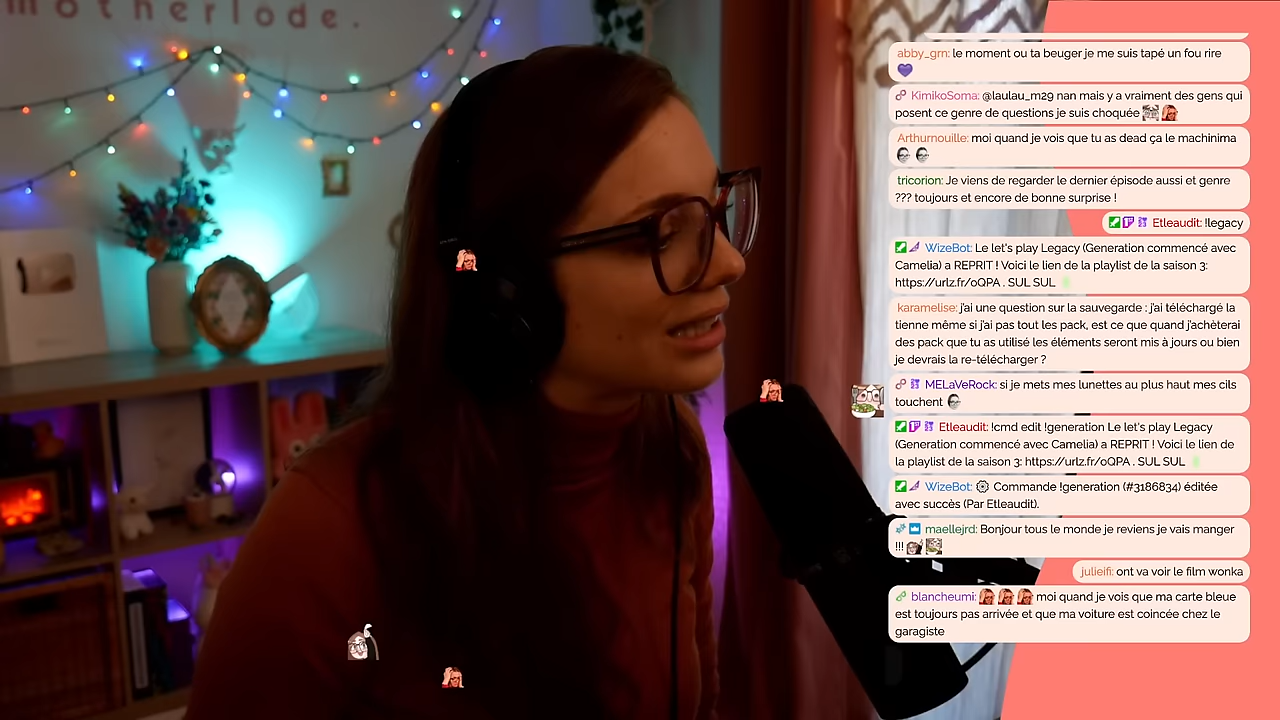 motherlode.
abby_grn: le moment ou ta beuger je me suis tapé un fou rire
KimikoSoma: @laulau_m29 nan mais y a vraiment des gens qui
posent ce genre de questions je suis choquée
Arthurnouille: moi quand je vois que tu as dead ça le machinima
tricorion: Je viens de regarder le dernier épisode aussi et genre
??? toujours et encore de bonne surprise !
Etleaudit: !legacy
WizeBot: Le let's play Legacy (Generation commencé avec
Camelia) a REPRIT ! Voici le lien de la playlist de la saison 3:
https://urlz.fr/oQPA . SUL SUL
karamelise: j'ai une question sur la sauvegarde : j'ai téléchargé la
tienne même si j'ai pas tout les pack, est ce que quand j'achèterai
des pack que tu as utilisé les éléments seront mis à jours ou bien
je devrais la re-télécharger ?
MELaVeRock: si je mets mes lunettes au plus haut mes cils
touchent
Etleaudit: !cmd edit !generation Le let's play Legacy
(Generation commencé avec Camelia) a REPRIT ! Voici le lien de
la playlist de la saison 3: https://urlz.fr/oQPA . SUL SUL
WizeBot: Commande !generation (#3186834) éditée
avec succès (Par Etleaudit).
maellejrd: Bonjour tous le monde je reviens je vais manger
!!!
julieifi: ont va voir le film wonka
blancheumi: moi quand je vois que ma carte bleue
est toujours pas arrivée et que ma voiture est coincée chez le
garagiste